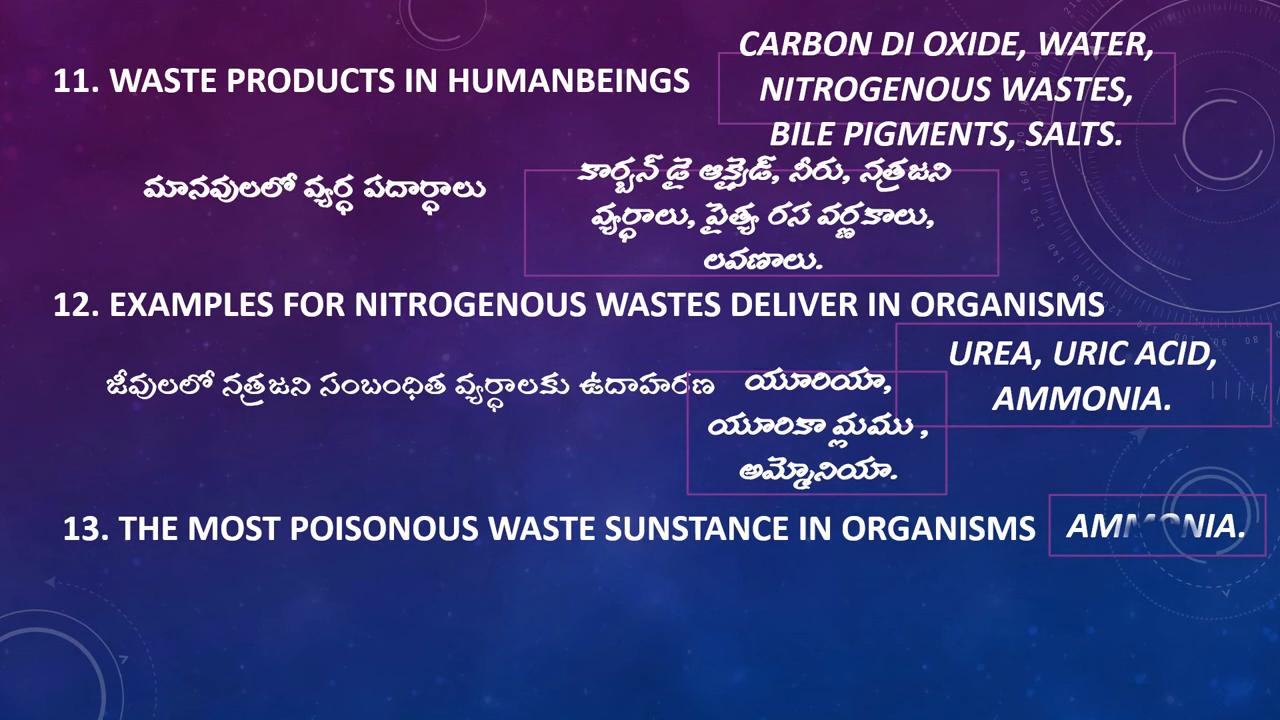 11. WASTE PRODUCTS IN HUMANBEINGS
CARBON DI OXIDE, WATER,
NITROGENOUS WASTES,
BILE PIGMENTS, SALTS.
మానవులలో వ్యర్ధ పదార్ధాలు
కార్బన్ డై ఆక్సైడ్, నీరు, నత్రజని
వ్యర్ధాలు, పైత్య రస వర్ణకాలు,
లవణాలు.
12. EXAMPLES FOR NITROGENOUS WASTES DELIVER IN ORGANISMS
UREA, URIC ACID,
AMMONIA.
జీవులలో నత్రజని సంబంధిత వ్యర్ధాలకు ఉదాహరణ
యూరియా,
యూరికా మ్లము ,
అమ్మోనియా.
13. THE MOST POISONOUS WASTE SUNSTANCE IN ORGANISMS
AMMONIA.